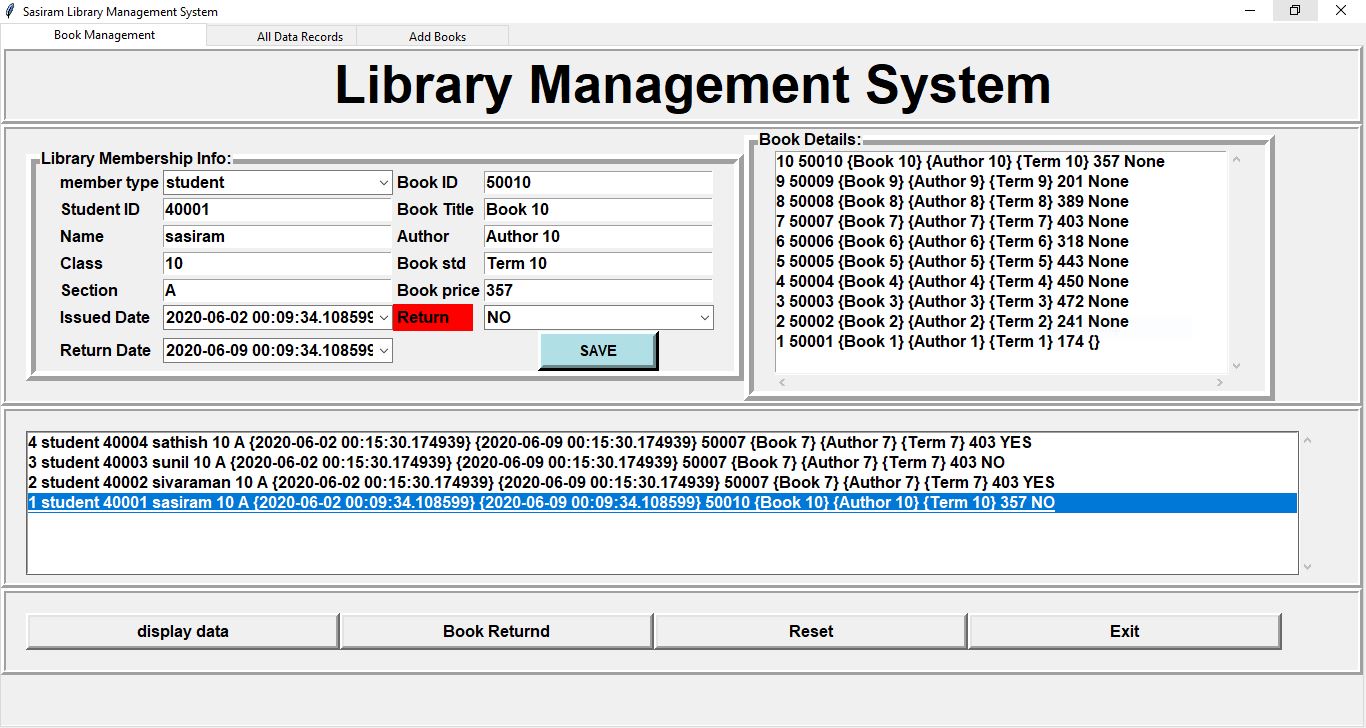 Sasiram Library Management System
Book Management All Data Records Add Books
Library Management System
Library Membership Info:
member type student Book ID 50010
Student ID 40001 Book Title Book 10
Name sasiram Author Author 10
Class 10 Book std Term 10
Section A Book price 357
Issued Date 2020-06-02 00:09:34.108599 Return NO
Return Date 2020-06-09 00:09:34.108599 SAVE
Book Details:
10 50010 {Book 10} {Author 10} {Term 10} 357 None
9 50009 {Book 9} {Author 9} {Term 9} 201 None
8 50008 {Book 8} {Author 8} {Term 8} 389 None
7 50007 {Book 7} {Author 7} {Term 7} 403 None
6 50006 {Book 6} {Author 6} {Term 6} 318 None
5 50005 {Book 5} {Author 5} {Term 5} 443 None
4 50004 {Book 4} {Author 4} {Term 4} 450 None
3 50003 {Book 3} {Author 3} {Term 3} 472 None
2 50002 {Book 2} {Author 2} {Term 2} 241 None
1 50001 {Book 1} {Author 1} {Term 1} 174 {}
4 student 40004 sathish 10 A {2020-06-02 00:15:30.174939} {2020-06-09 00:15:30.174939} 50007 {Book 7} {Author 7} {Term 7} 403 YES
3 student 40003 sunil 10 A {2020-06-02 00:15:30.174939} {2020-06-09 00:15:30.174939} 50007 {Book 7} {Author 7} {Term 7} 403 NO
2 student 40002 sivaraman 10 A {2020-06-02 00:15:30.174939} {2020-06-09 00:15:30.174939} 50007 {Book 7} {Author 7} {Term 7} 403 YES
1 student 40001 sasiram 10 A {2020-06-02 00:09:34.108599} {2020-06-09 00:09:34.108599} 50010 {Book 10} {Author 10} {Term 10} 357 NO
display data Book Returnd Reset Exit